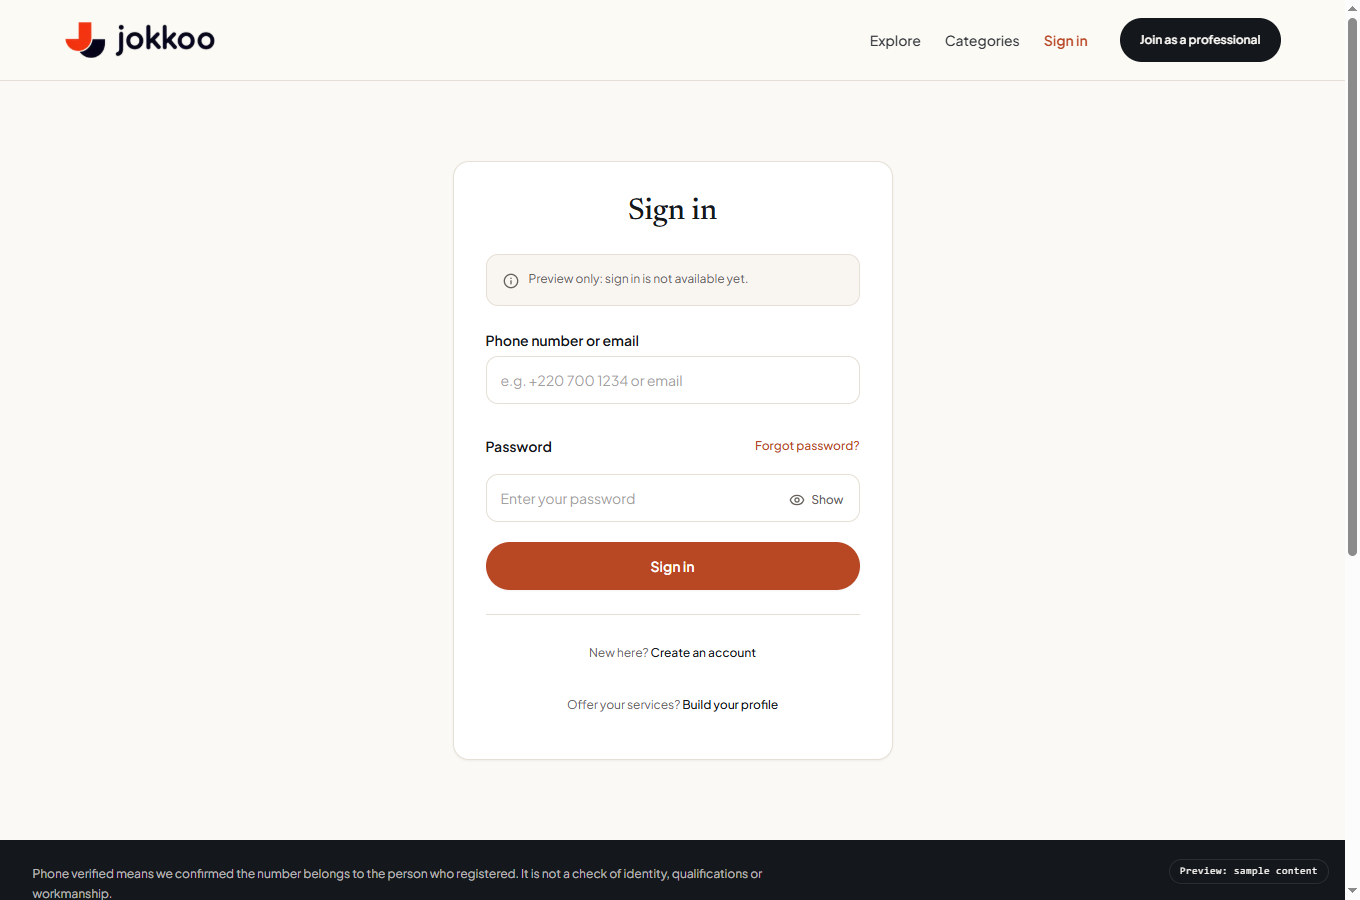 jokkoo
Explore
Categories
Sign in
Join as a professional
Sign in
Preview only: sign in is not available yet.
Phone number or email
e.g. +220 700 1234 or email
Password
Forgot password?
Enter your password
Show
Sign in
New here? Create an account
Offer your services? Build your profile
Phone verified means we confirmed the number belongs to the person who registered. It is not a check of identity, qualifications or
workmanship.
Preview: sample content